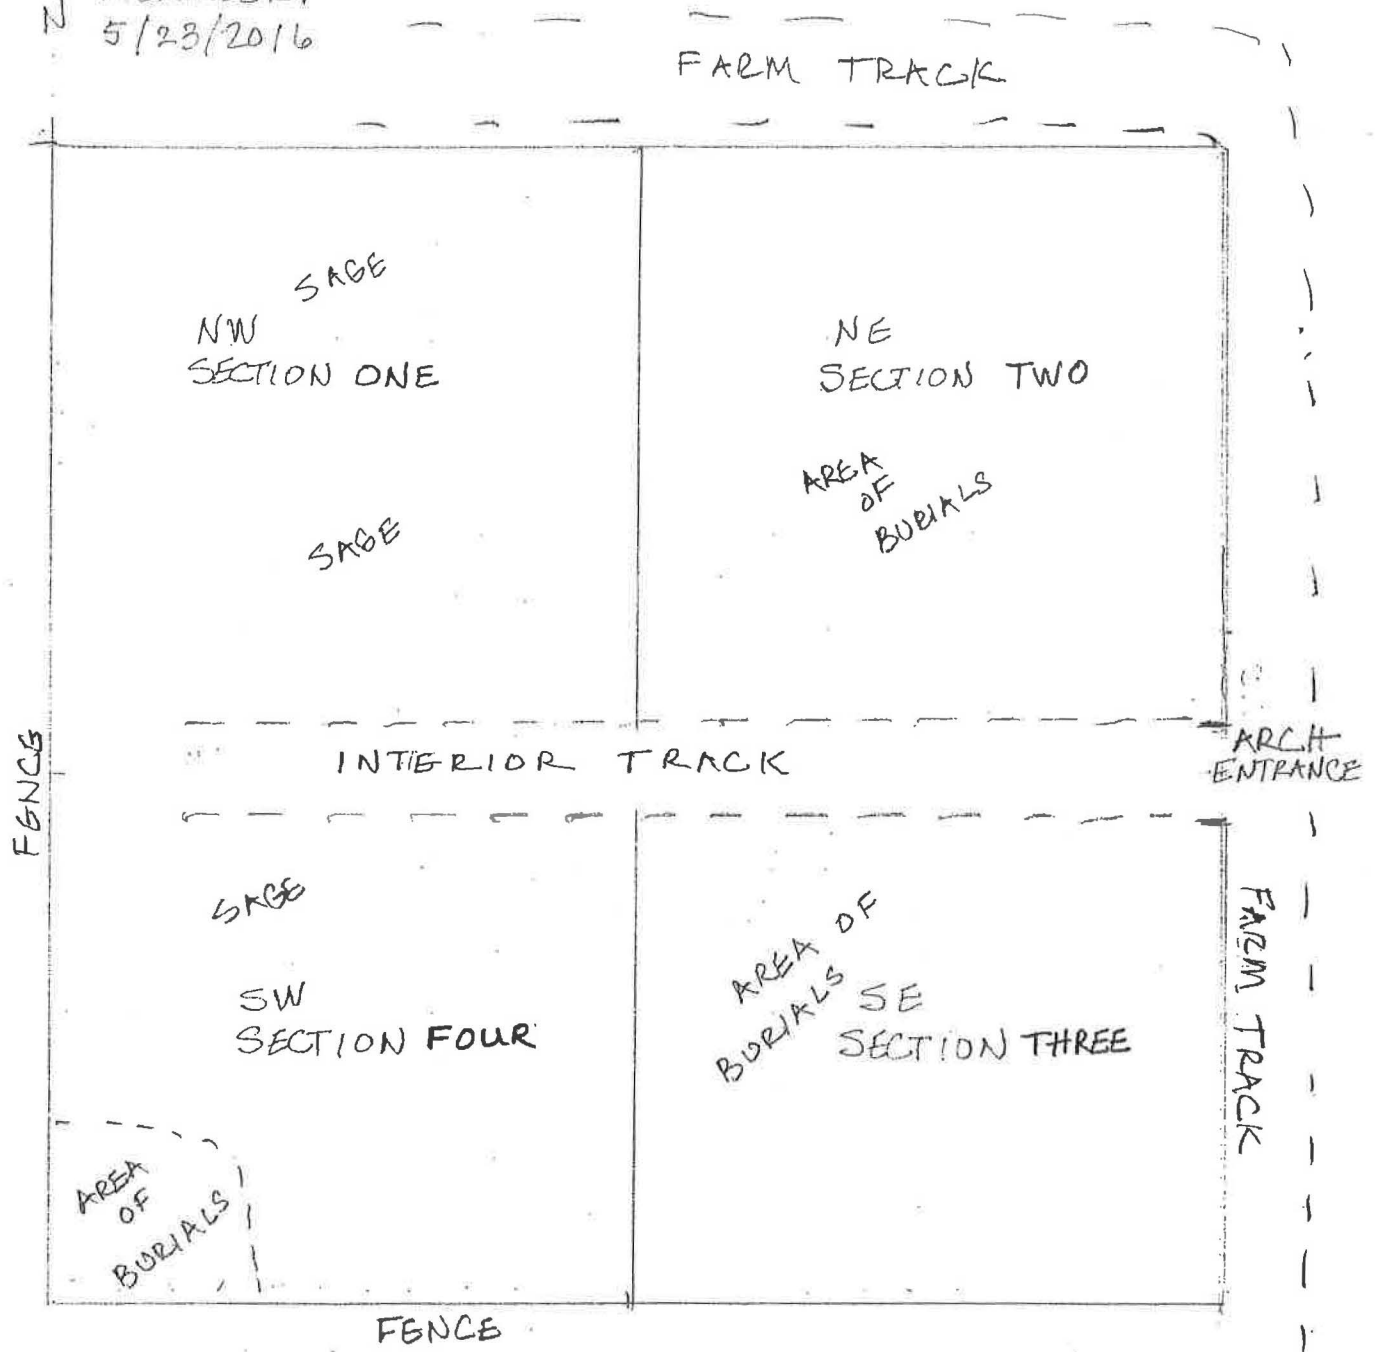 N
5/23/2016
FARM TRACK
SAGE
NW
SECTION ONE
SAGE
NE
SECTION TWO
AREA
OF
BURIALS
FENCE
INTERIOR TRACK
ARCH
ENTRANCE
SAGE
SW
SECTION FOUR
AREA OF
BURIALS
SE
SECTION THREE
FARM TRACK
AREA
OF
BURIALS
FENCE